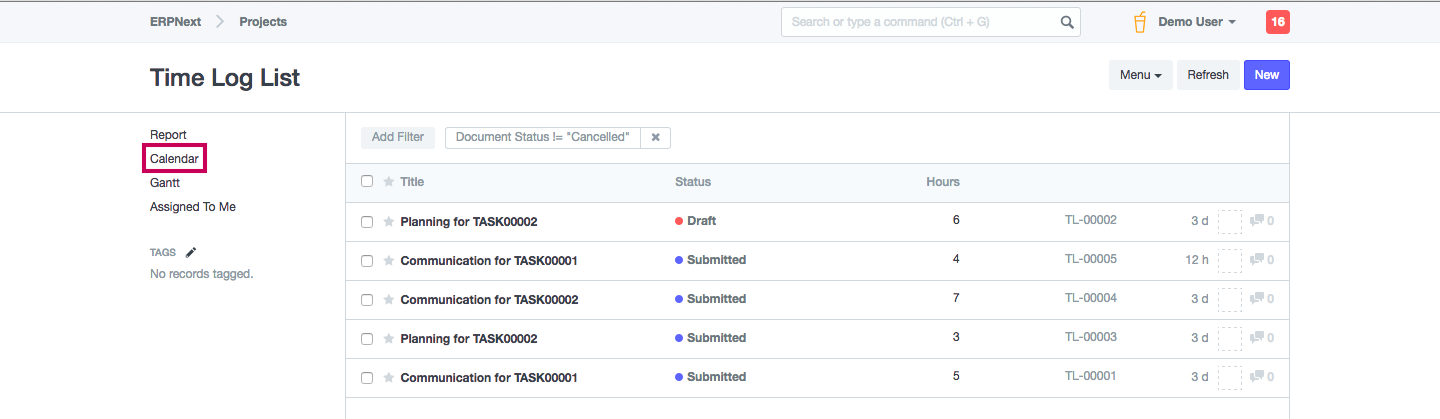 ERPNext Projects Search or type a command (Ctrl + G) Demo User 16
Time Log List Menu Refresh New
Report
Calendar
Gantt
Assigned To Me
TAGS
No records tagged.
Add Filter Document Status != "Cancelled" ×
Title Status Hours
Planning for TASK00002 Draft 6 TL-00002 3 d 0
Communication for TASK00001 Submitted 4 TL-00005 12 h 0
Communication for TASK00002 Submitted 7 TL-00004 3 d 0
Planning for TASK00002 Submitted 3 TL-00003 3 d 0
Communication for TASK00001 Submitted 5 TL-00001 3 d 0